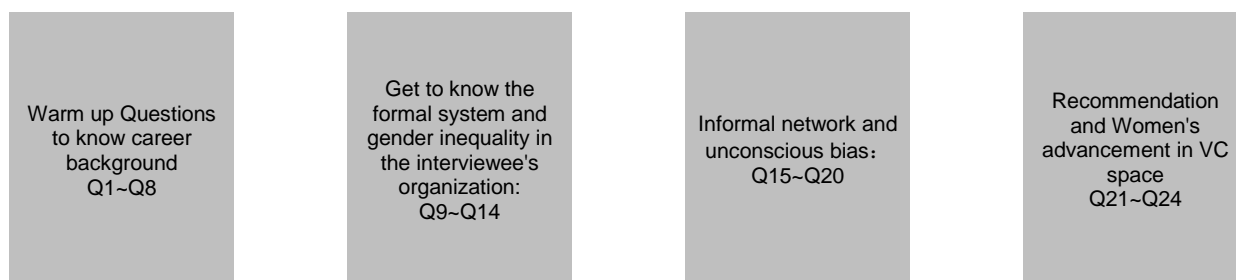 Warm up Questions
to know career
background
Q1~Q8
Get to know the
formal system and
gender inequality in
the interviewee's
organization:
Q9~Q14
Informal network and
unconscious bias：
Q15~Q20
Recommendation
and Women's
advancement in VC
space
Q21~Q24